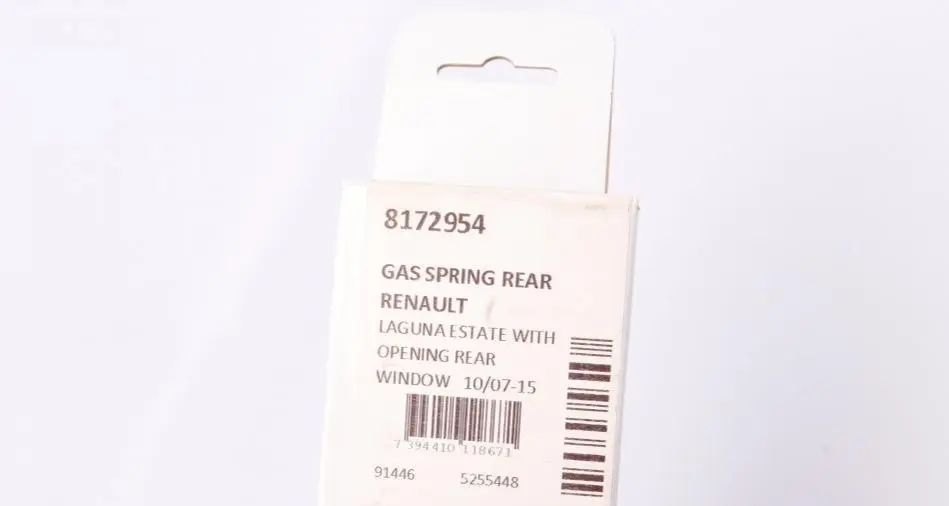 8172954
GAS SPRING REAR
RENAULT
LAGUNA ESTATE WITH
OPENING REAR
WINDOW 10/07-15
7 394410 118671
91446 5255448